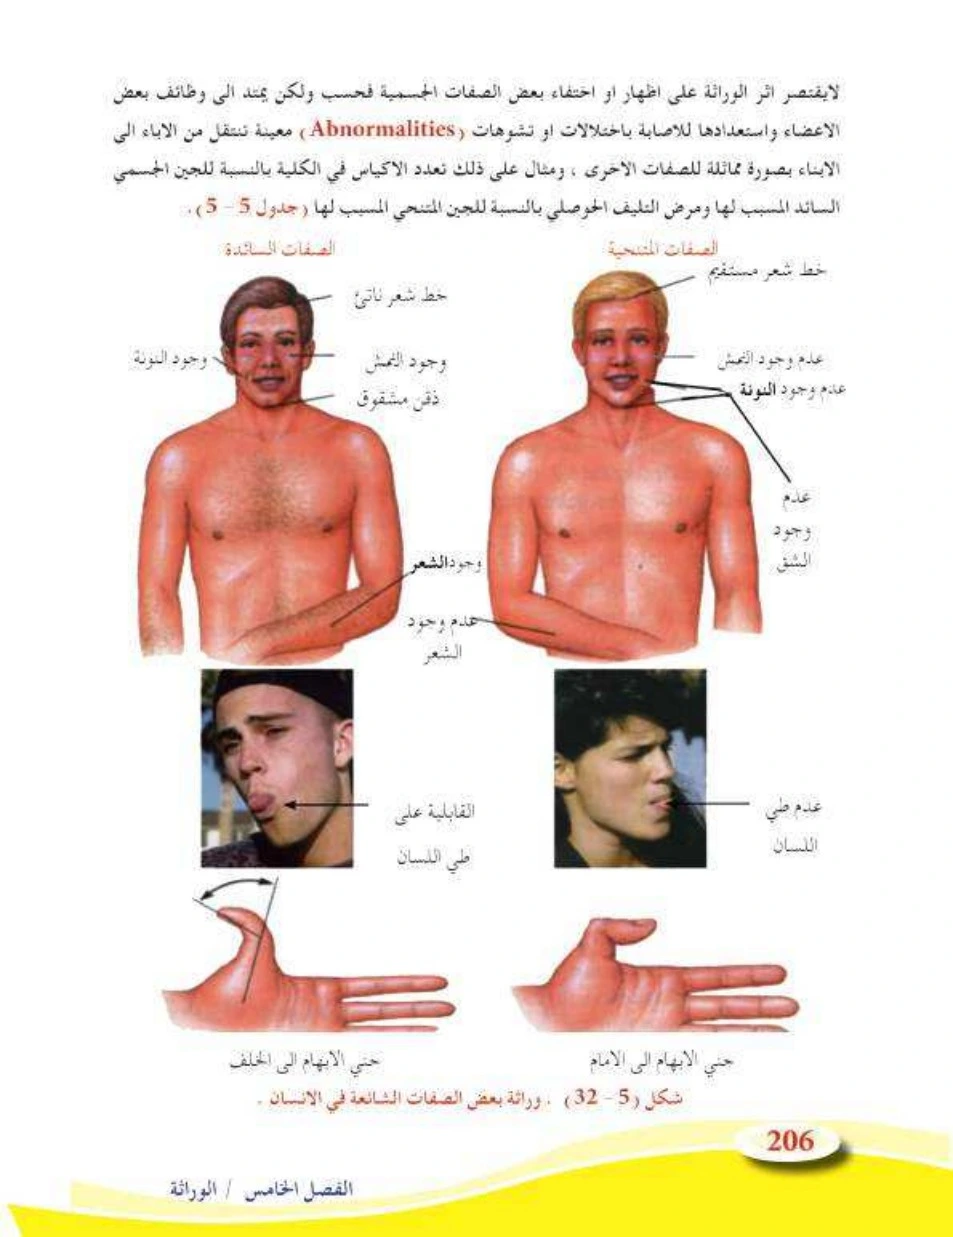 لايقتصر اثر الوراثة على اظهار او اختفاء بعض الصفات الجسمية فحسب ولكن يمتد الى وظائف بعض
الاعضاء واستعدادها للاصابة باختلالات او تشوهات (Abnormalities) معينة تنتقل من الاباء الى
الابناء بصورة مماثلة للصفات الاخرى ، ومثال على ذلك تعدد الاكياس في الكلية بالنسبة للجين الجسمي
السائد المسبب لها ومرض التليف الحوصلي بالنسبة للجين المتنحي المسبب لها (جدول 5 - 5).
الصفات المتنحية
الصفات السائدة
خط شعر مستقيم
خط شعر ناتئ
عدم وجود النمش
وجود النمش
وجود النونة
عدم وجود النونة
ذقن مشقوق
عدم
وجود
الشق
وجود الشعر
عدم وجود
الشعر
عدم طي
اللسان
القابلية على
طي اللسان
حني الابهام الى الامام
حني الابهام الى الخلف
شكل (5 - 32) . وراثة بعض الصفات الشائعة في الانسان .
206
الفصل الخامس / الوراثة